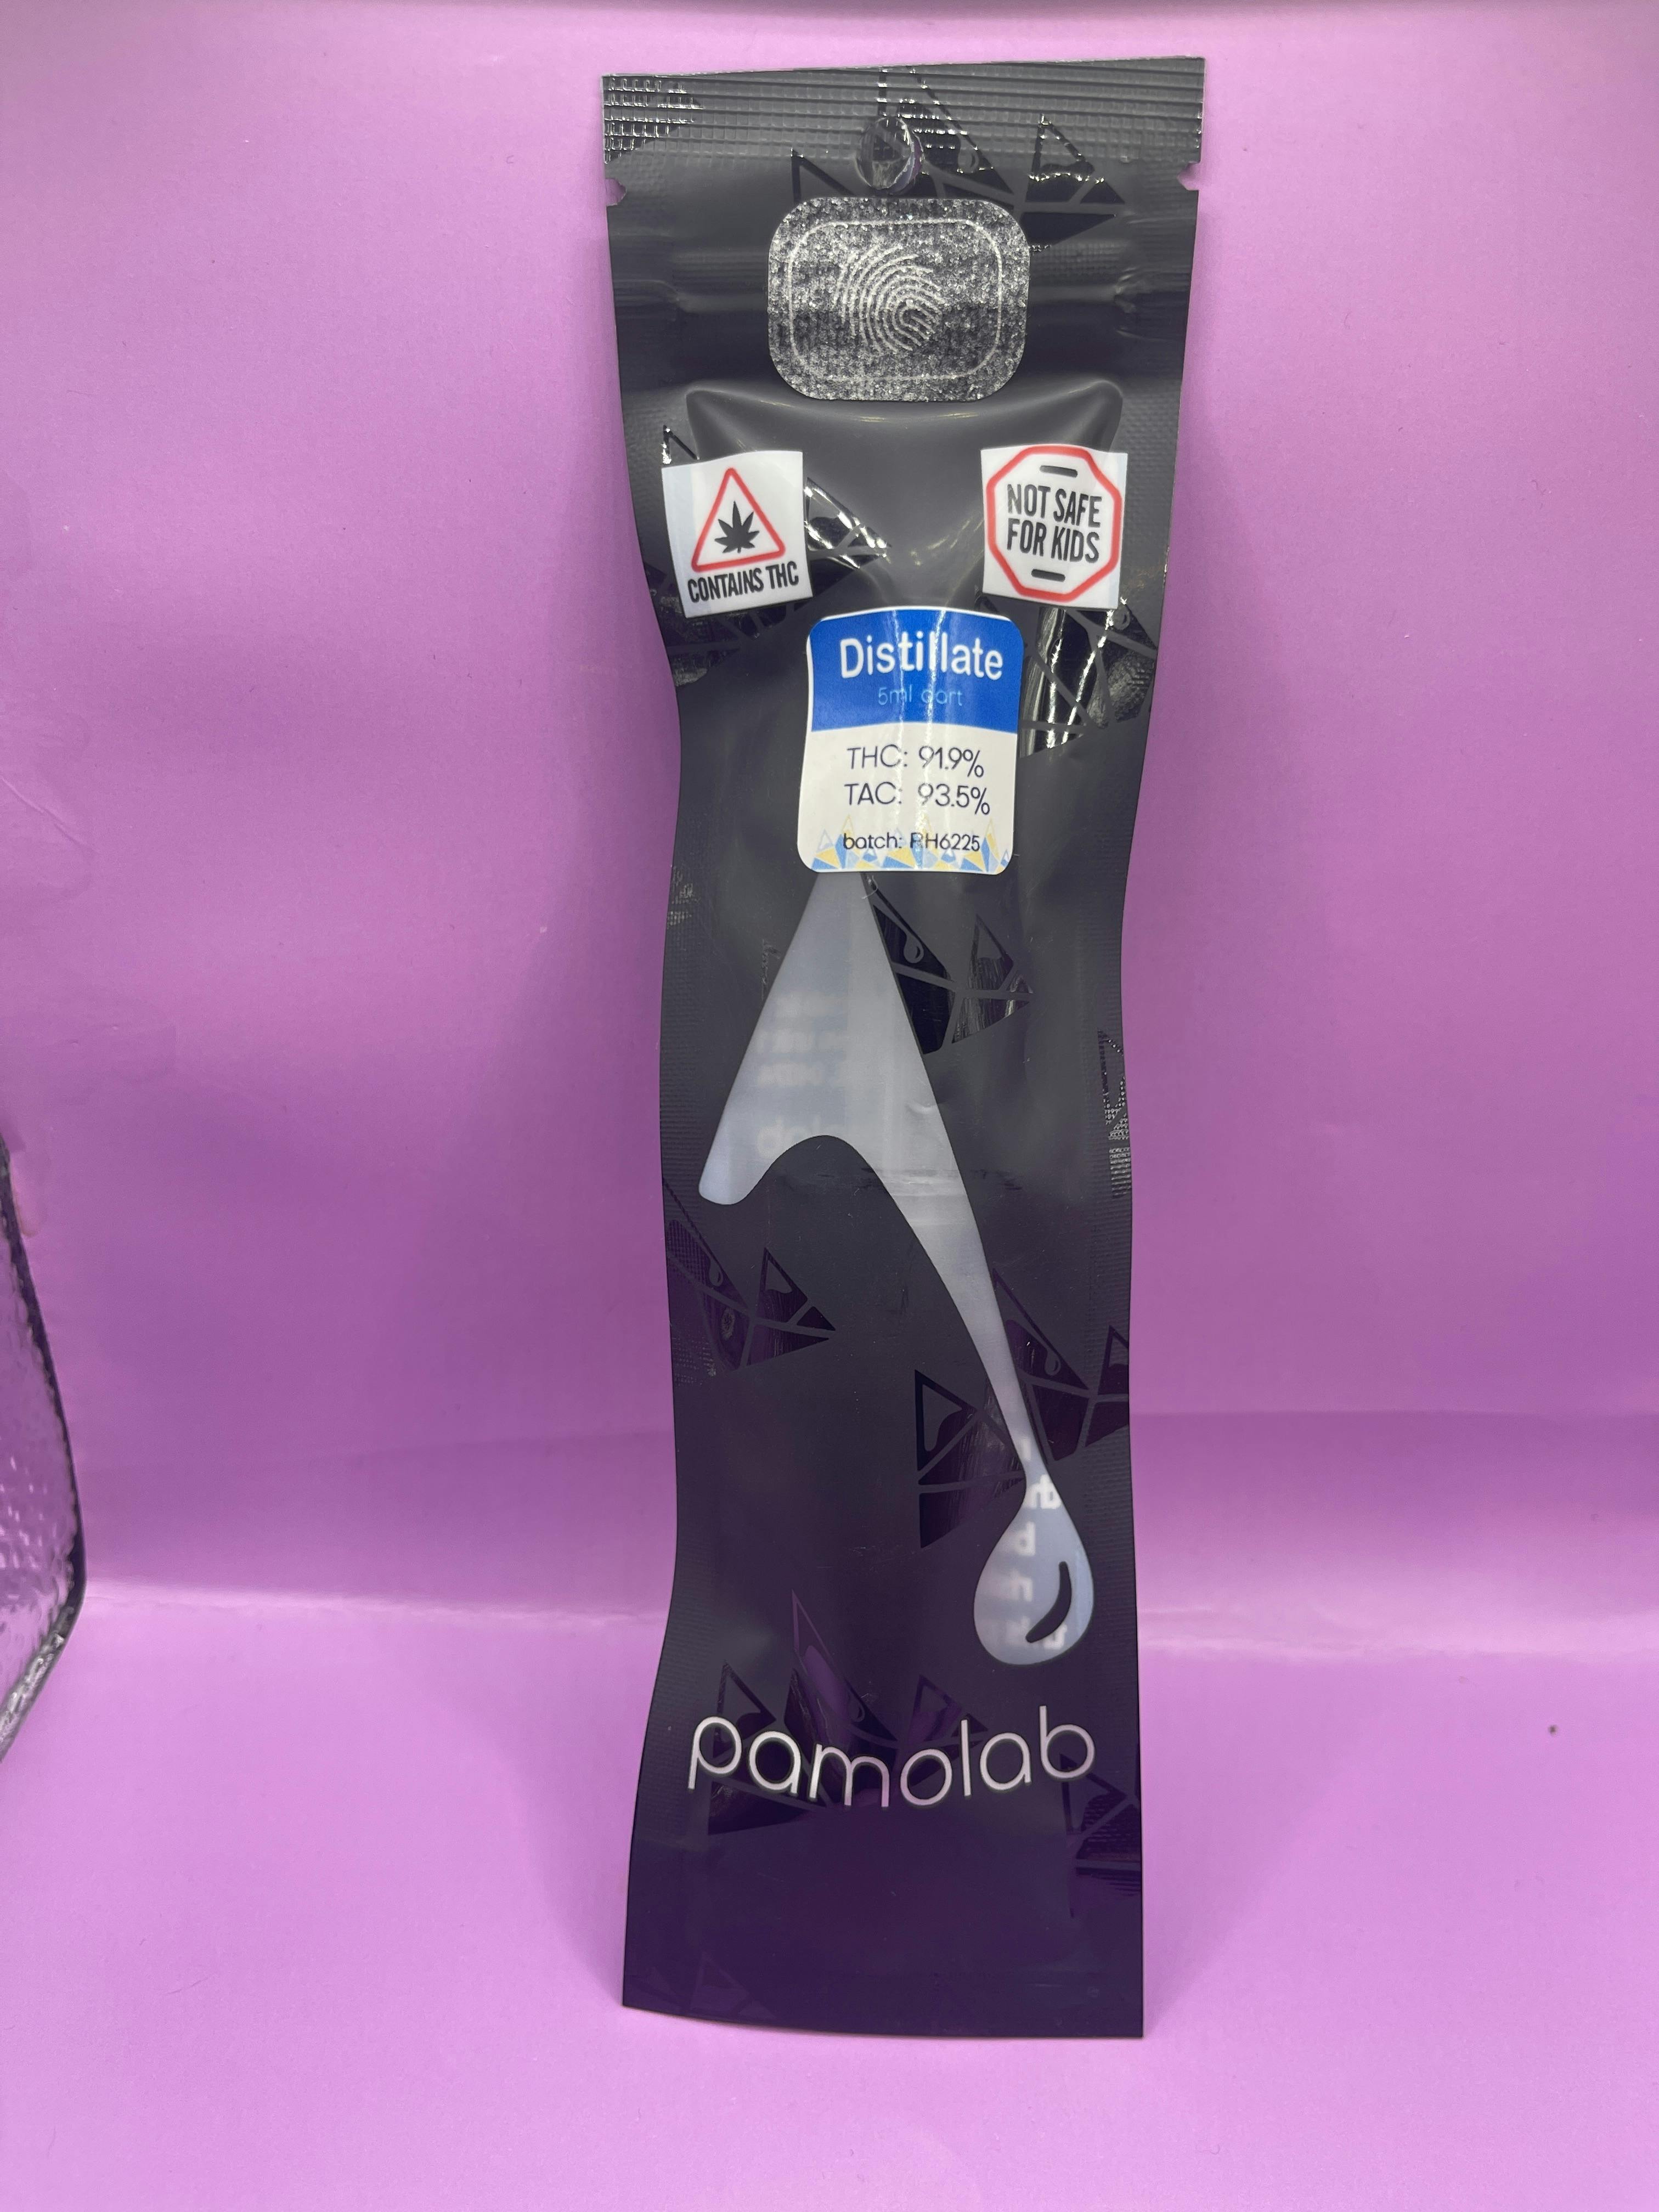 CONTAINS THC
NOT SAFE
FOR KIDS
Distillate
5ml cart
THC: 91.9%
TAC: 93.5%
batch: RH6225
pamolab